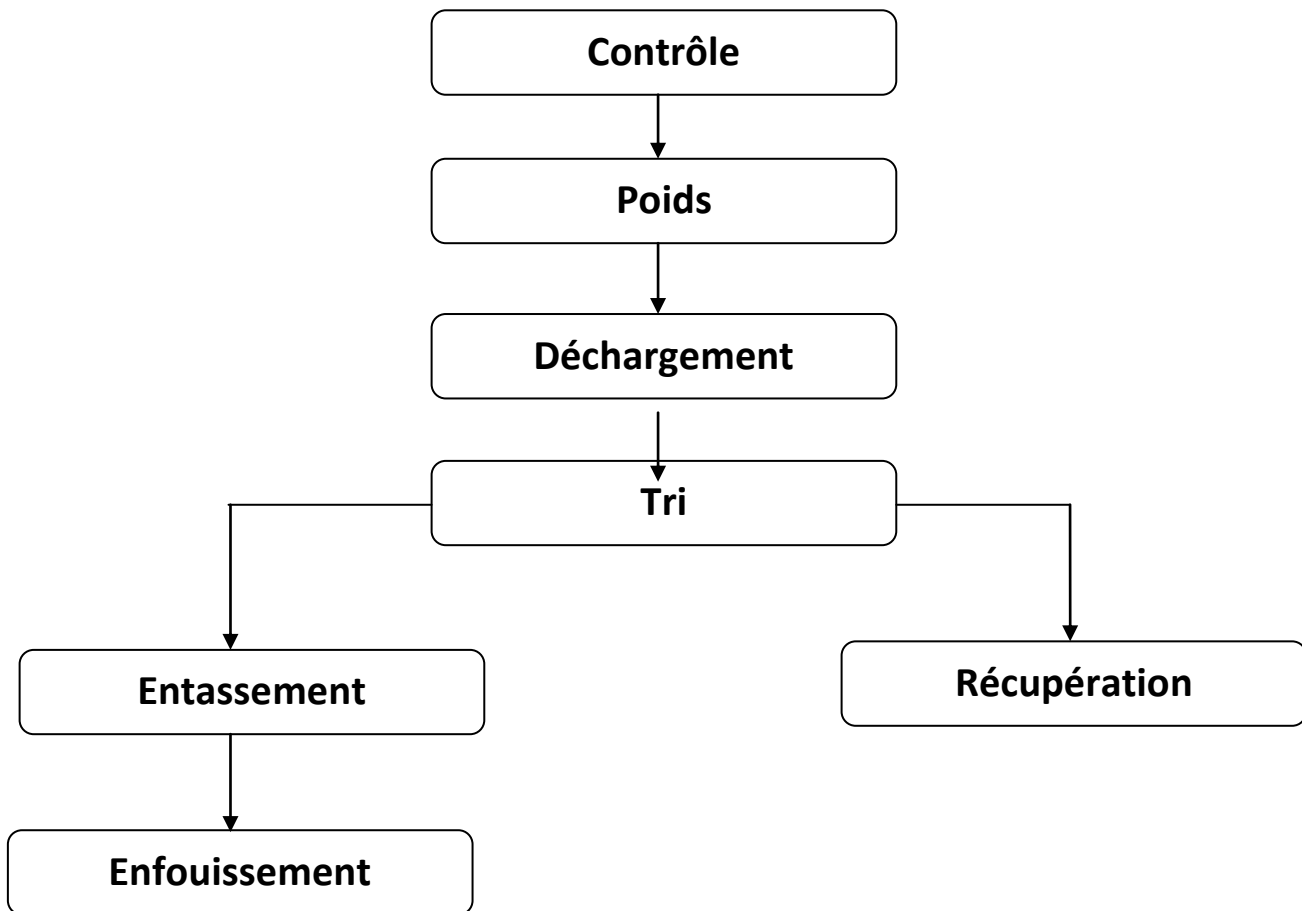 Contrôle
Poids
Déchargement
Tri
Entassement
Récupération
Enfouissement